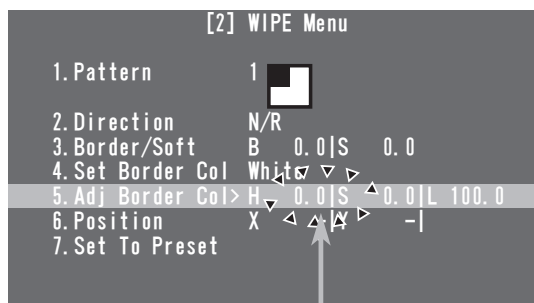 [2] WIPE Menu
1.Pattern 1
2.Direction N/R
3.Border/Soft B 0.0|S 0.0
4.Set Border Col White
5.Adj Border Col> H 0.0|S 0.0|L 100.0
6.Position X -|Y -|
7.Set To Preset